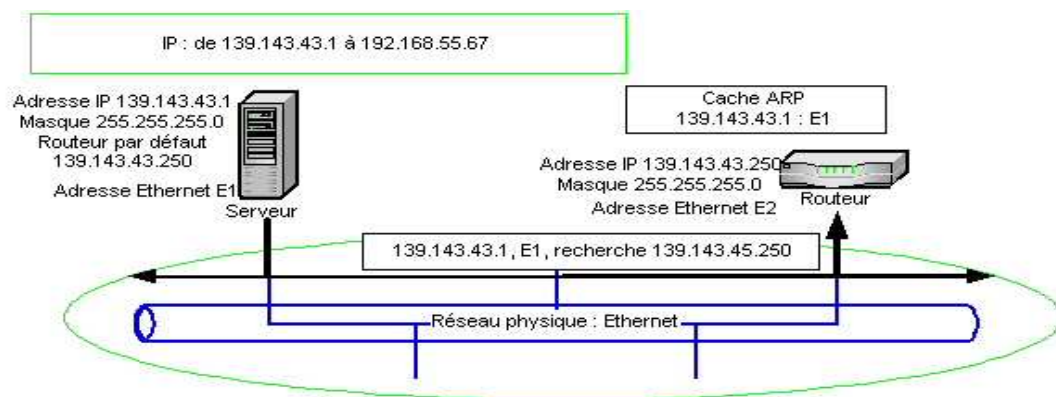 IP : de 139.143.43.1 à 192.168.55.67
Adresse IP 139.143.43.1
Masque 255.255.255.0
Routeur par défaut
139.143.43.250
Adresse Ethernet E1
Serveur
Cache ARP
139.143.43.1 : E1
Adresse IP 139.143.43.250s
Masque 255.255.255.0
Adresse Ethernet E2
Routeur
139.143.43.1, E1, recherche 139.143.45.250
Réseau physique : Ethernet